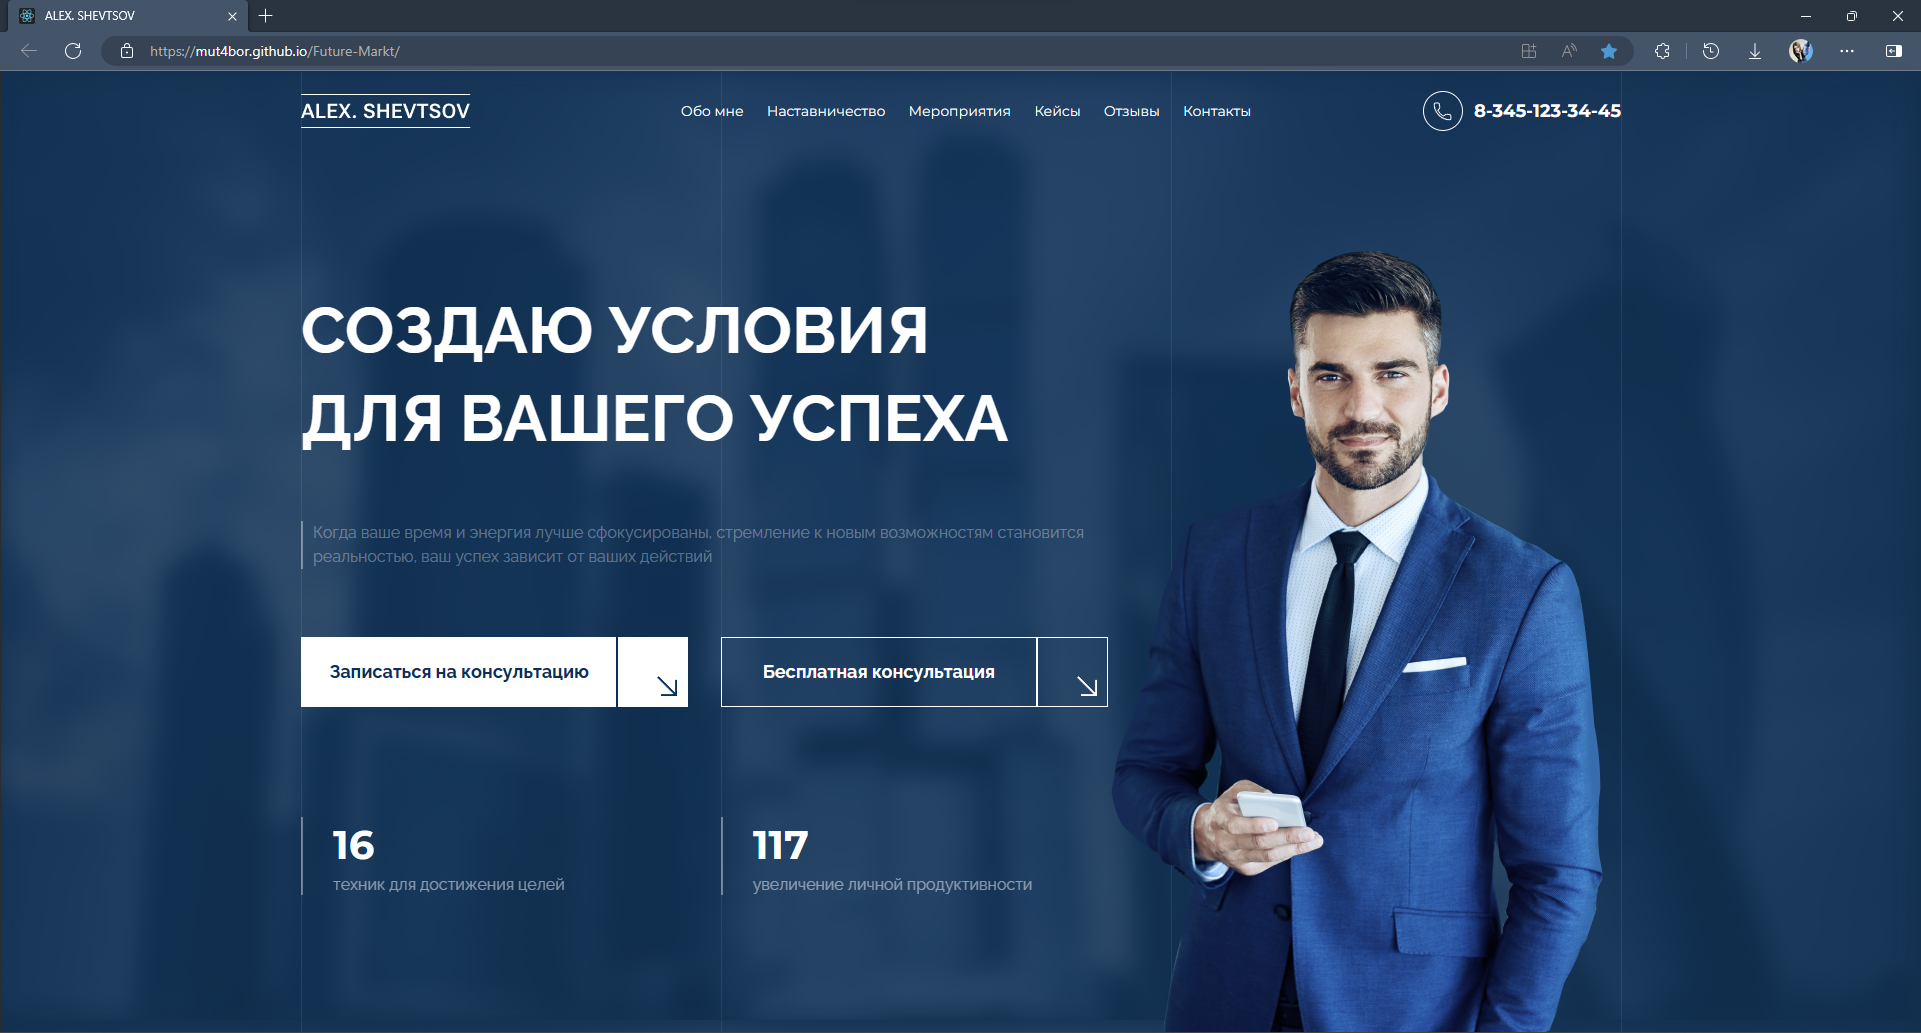 ALEX. SHEVTSOV
https://mut4bor.github.io/Future-Markt/
ALEX. SHEVTSOV
Обо мне
Наставничество
Мероприятия
Кейсы
Отзывы
Контакты
8-345-123-34-45
СОЗДАЮ УСЛОВИЯ
ДЛЯ ВАШЕГО УСПЕХА
Когда ваше время и энергия лучше сфокусированы, стремление к новым возможностям становится
реальностью, ваш успех зависит от ваших действий
Записаться на консультацию
Бесплатная консультация
16
техник для достижения целей
117
увеличение личной продуктивности